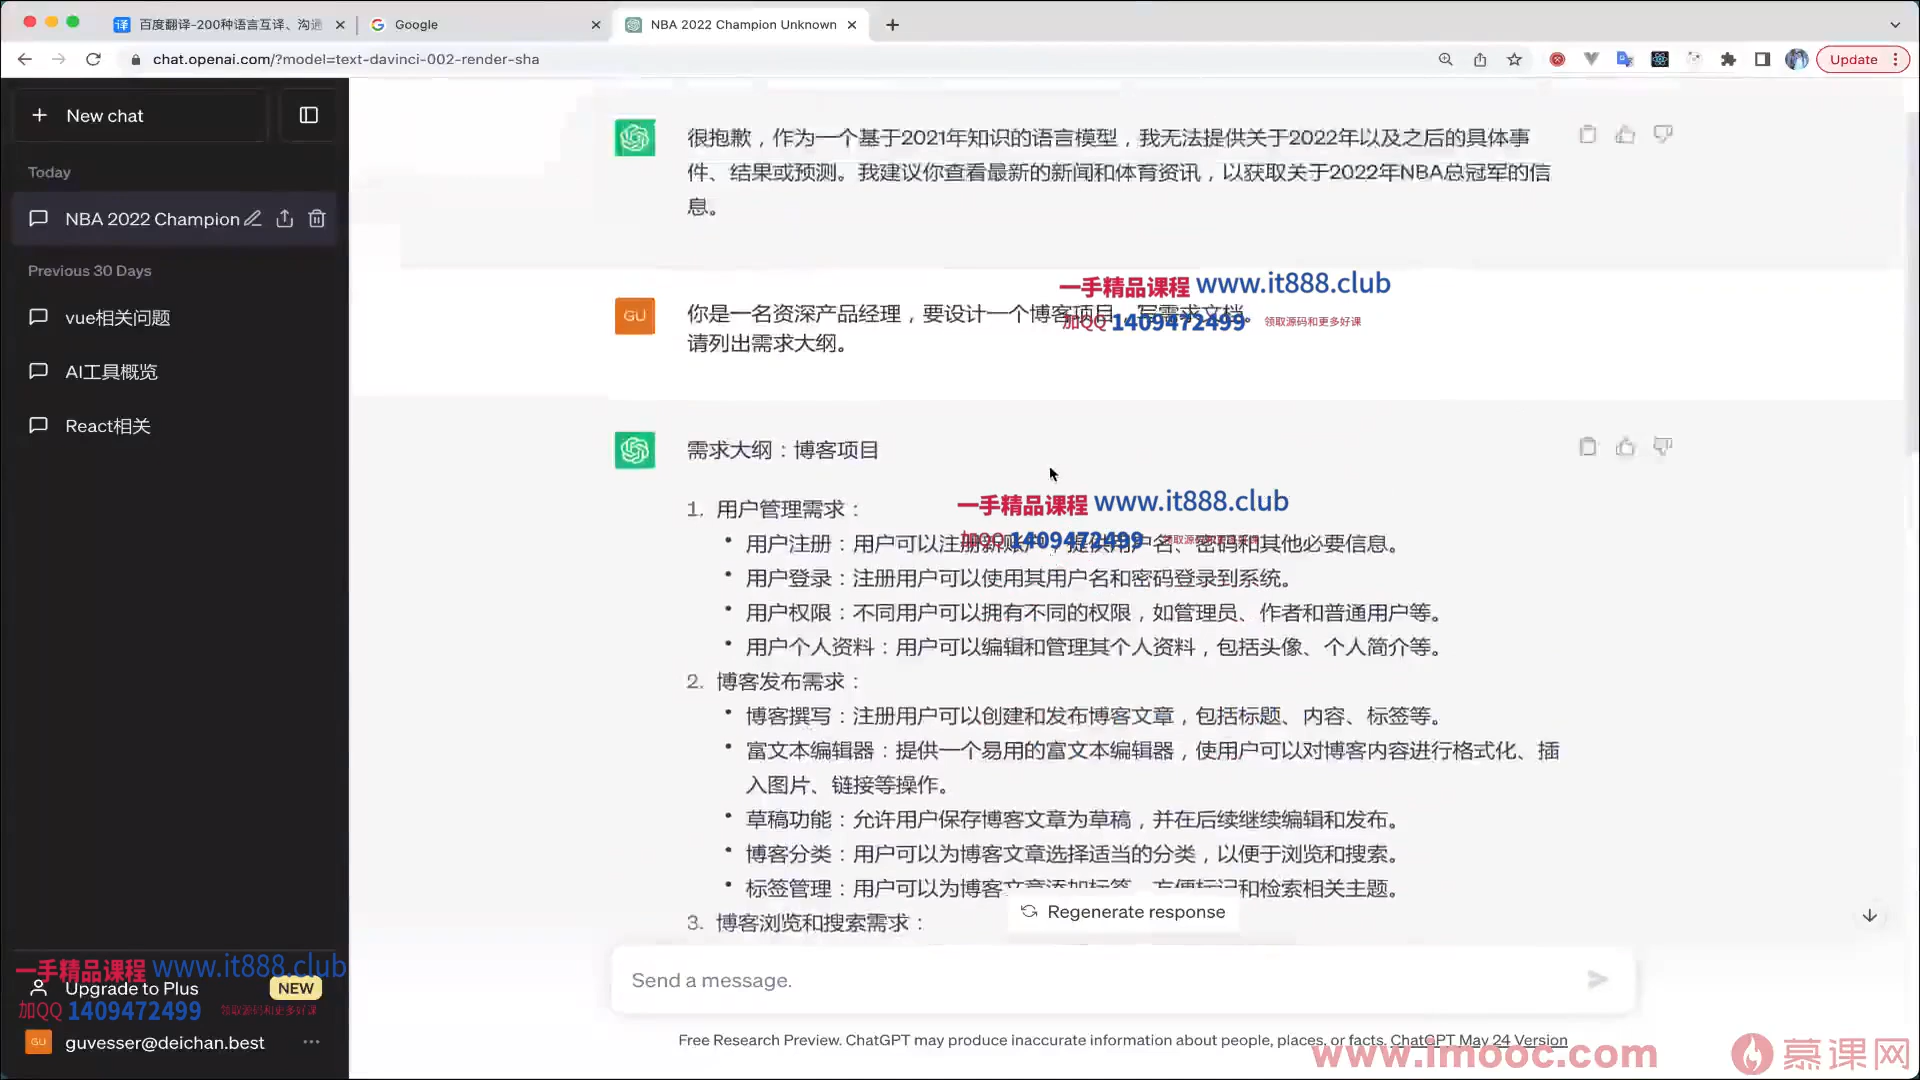 百度翻译-200种语言互译、沟通
Google
NBA 2022 Champion Unknown
chat.openai.com/?model=text-davinci-002-render-sha
Update
New chat
Today
NBA 2022 Champion
Previous 30 Days
vue相关问题
AI工具概览
React相关
很抱歉，作为一个基于2021年知识的语言模型，我无法提供关于2022年以及之后的具体事
件、结果或预测。我建议你查看最新的新闻和体育资讯，以获取关于2022年NBA总冠军的信
息。
一手精品课程 www.it888.club
GU
你是一名资深产品经理，要设计一个博客项目，写需求文档。
加QQ 1409472499 领取源码和更多好课
请列出需求大纲。
需求大纲：博客项目
一手精品课程 www.it888.club
1. 用户管理需求：
加QQ 1409472499
• 用户注册：用户可以注册新账户，提供用户名、密码和其他必要信息。
• 用户登录：注册用户可以使用其用户名和密码登录到系统。
• 用户权限：不同用户可以拥有不同的权限，如管理员、作者和普通用户等。
• 用户个人资料：用户可以编辑和管理其个人资料，包括头像、个人简介等。
2. 博客发布需求：
• 博客撰写：注册用户可以创建和发布博客文章，包括标题、内容、标签等。
• 富文本编辑器：提供一个易用的富文本编辑器，使用户可以对博客内容进行格式化、插
入图片、链接等操作。
• 草稿功能：允许用户保存博客文章为草稿，并在后续继续编辑和发布。
• 博客分类：用户可以为博客文章选择适当的分类，以便于浏览和搜索。
• 标签管理：用户可以为博客文章添加标签，方便标记和检索相关主题。
3. 博客浏览和搜索需求：
Regenerate response
Send a message.
一手精品课程 www.it888.club
Upgrade to Plus
NEW
加QQ 1409472499 领取源码和更多好课
GU
guvesser@deichan.best
Free Research Preview. ChatGPT may produce inaccurate information about people, places, or facts. ChatGPT May 24 Version
www.imooc.com
慕课网